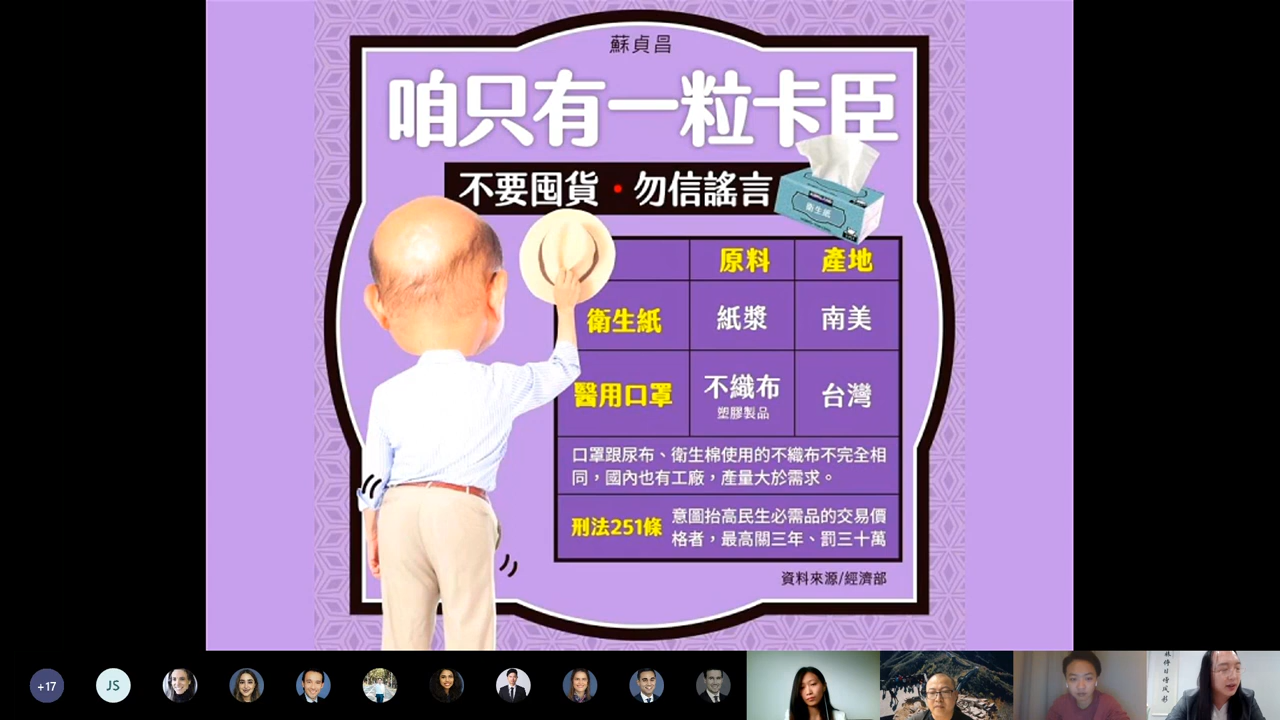 蘇貞昌
咱只有一粒卡臣
不要囤貨·勿信謠言
衛生紙
原料 產地
衛生紙 紙漿 南美
醫用口罩 不織布 台灣
塑膠製品
口罩跟尿布、衛生棉使用的不織布不完全相
同，國內也有工廠，產量大於需求。
刑法251條 意圖抬高民生必需品的交易價
格者，最高關三年、罰三十萬
資料來源/經濟部
+17
JS